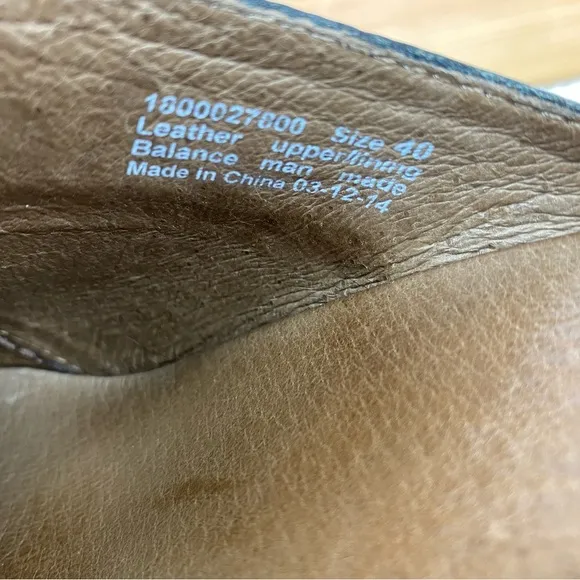 1800027800 Size 40
Leather upper/lining
Balance man made
Made in China 03-12-14